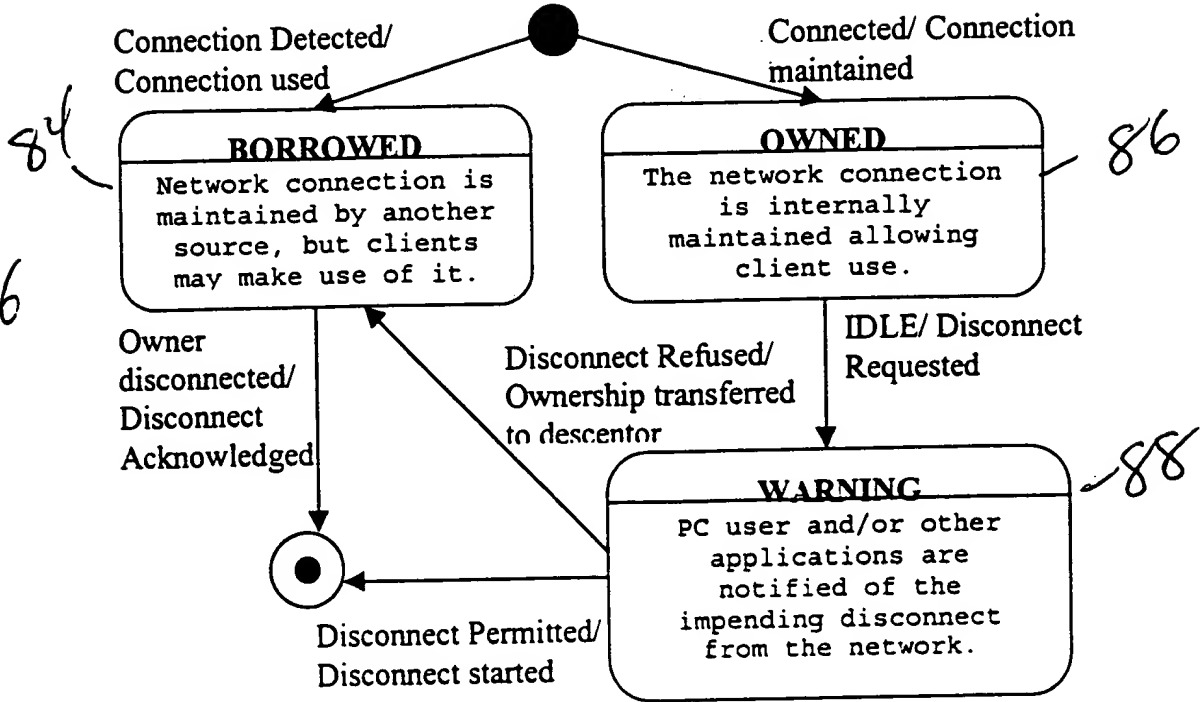 Connection Detected/
Connection used
Connected/ Connection
maintained
84
BORROWED
Network connection is
maintained by another
source, but clients
may make use of it.
OWNED
The network connection
is internally
maintained allowing
client use.
86
6
Owner
disconnected/
Disconnect
Acknowledged
Disconnect Refused/
Ownership transferred
to descentor
IDLE/ Disconnect
Requested
WARNING
PC user and/or other
applications are
notified of the
impending disconnect
from the network.
88
Disconnect Permitted/
Disconnect started